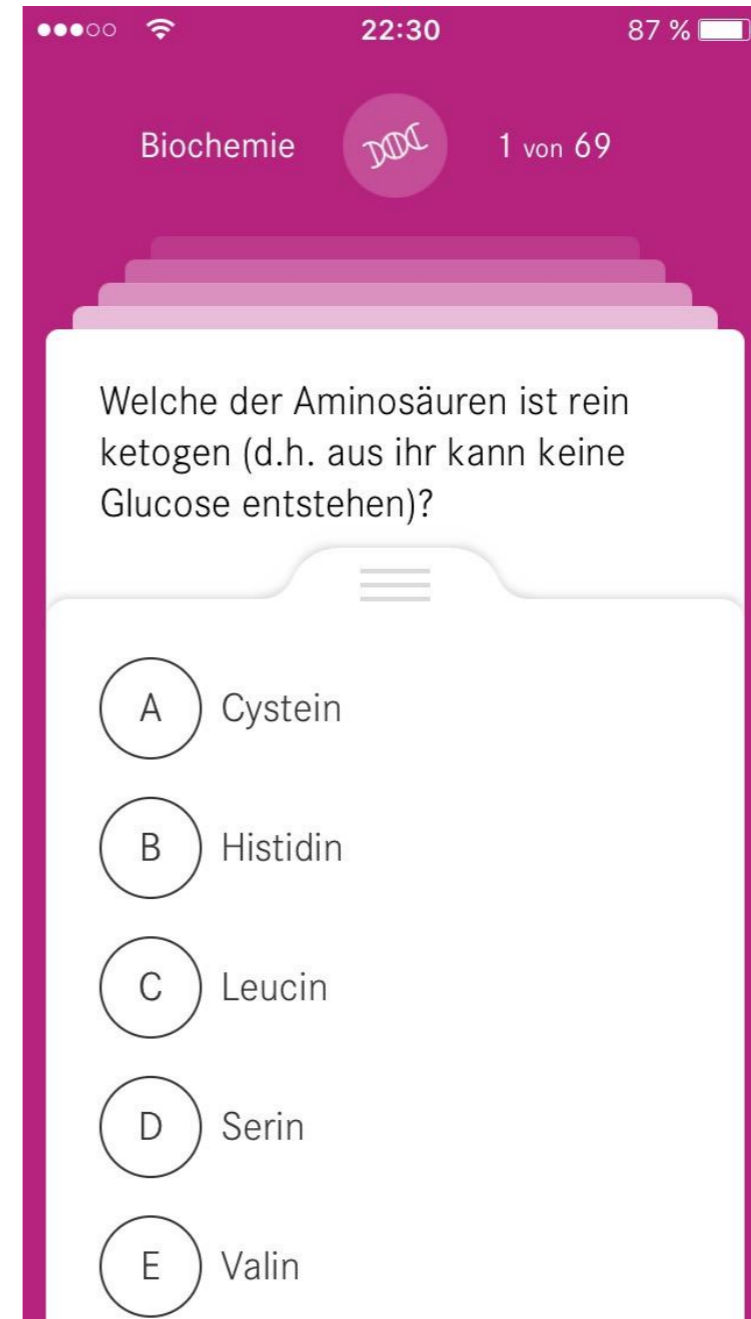 22:30
87 %
Biochemie
1 von 69
Welche der Aminosäuren ist rein
ketogen (d.h. aus ihr kann keine
Glucose entstehen)?
A Cystein
B Histidin
C Leucin
D Serin
E Valin